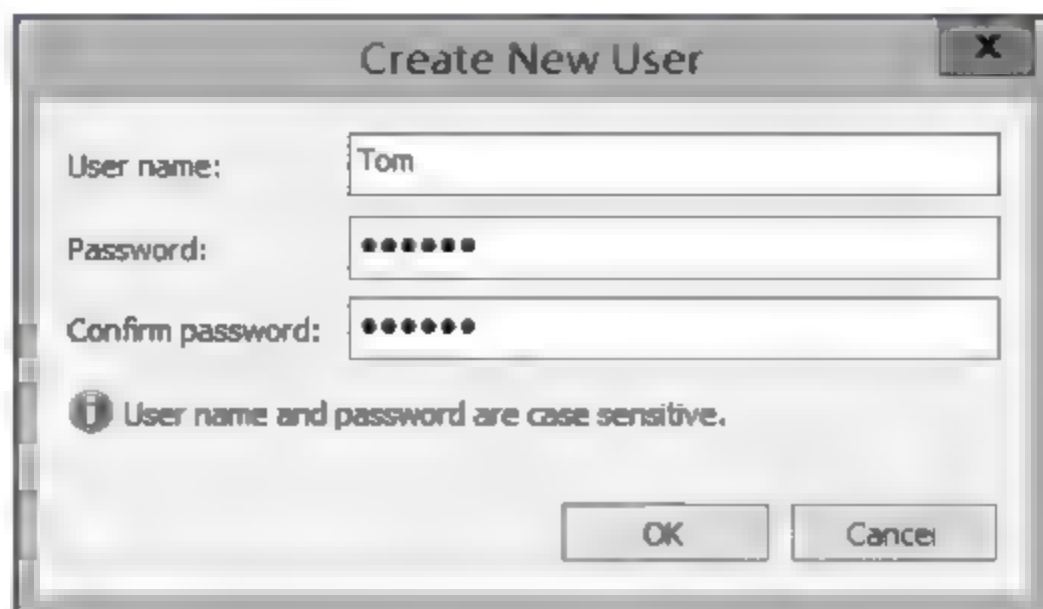 Create New User
x
User name:
Tom
Password:
●●●●●●
Confirm password:
●●●●●●
User name and password are case sensitive.
OK
Cancel